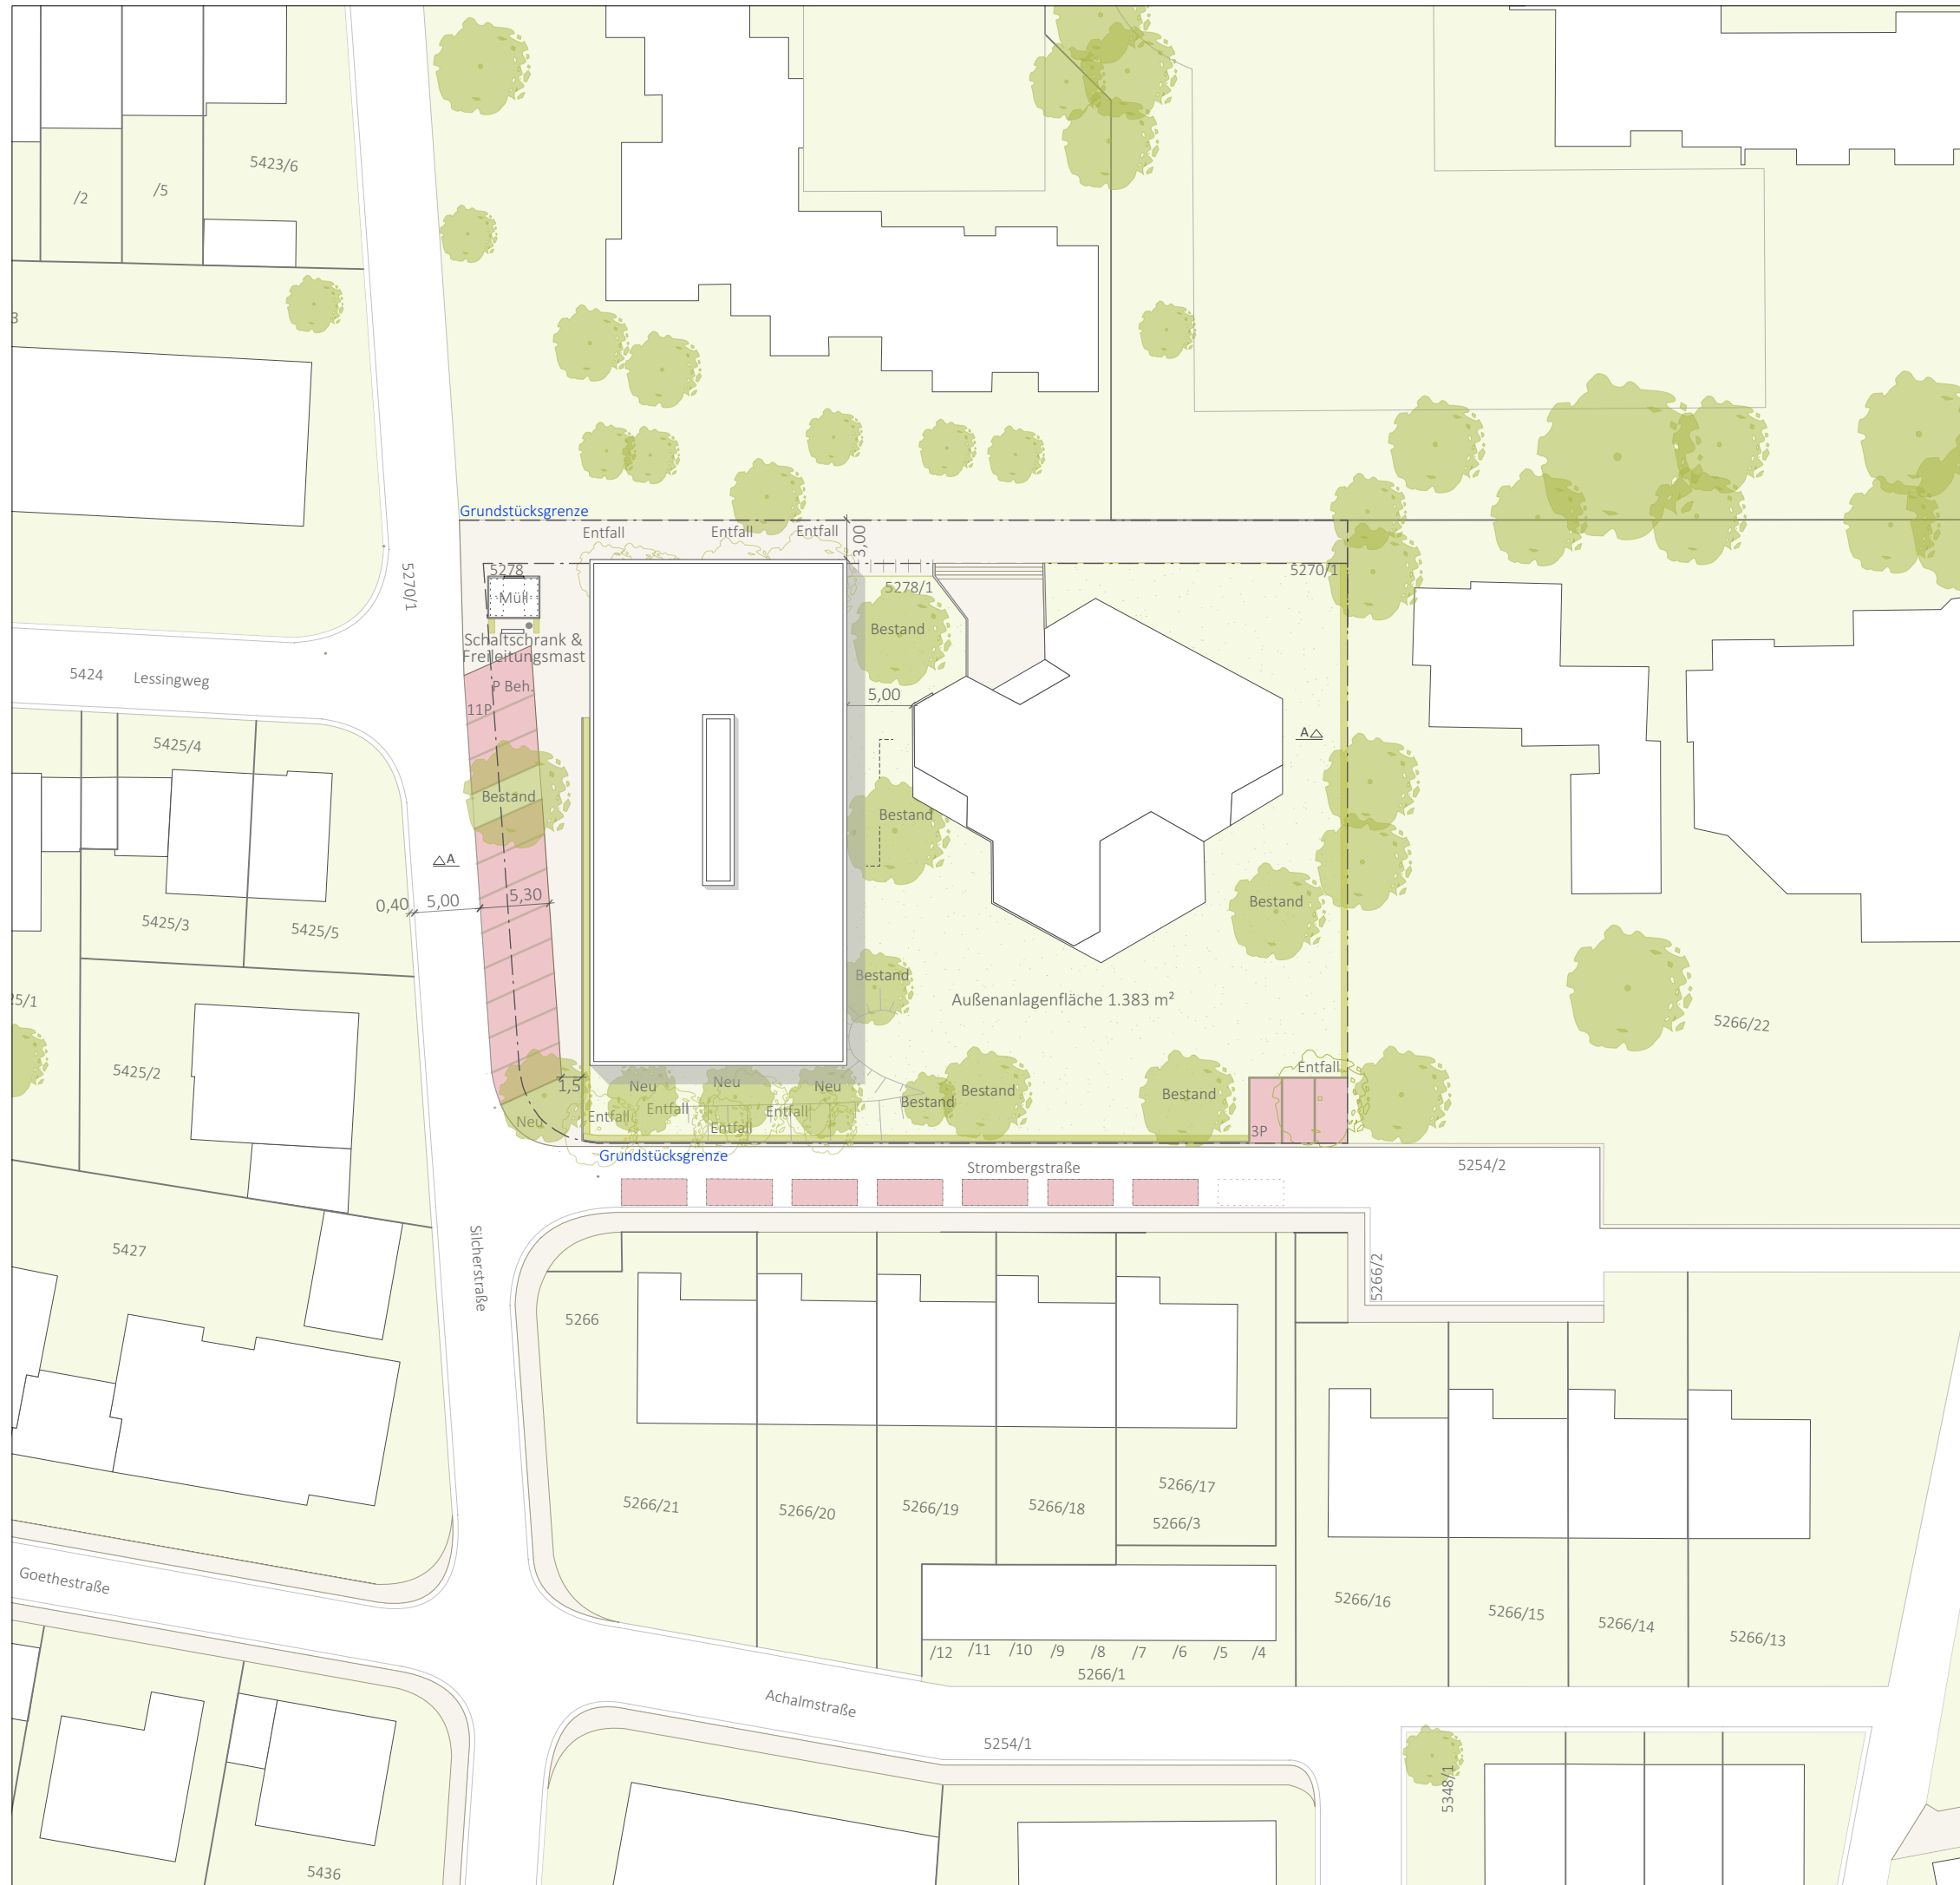 5423/6
/2
/5
3
Grundstücksgrenze
Entfall
Entfall
Entfall
3,00
5270/1
5278
Müll
5278/1
5270/1
Schaltschrank &
Freileitungsmast
Bestand
5424
Lessingweg
P Beh.
11P
5,00
A
5425/4
Bestand
Bestand
A
0,40
5,00
5,30
Bestand
5425/3
5425/5
Bestand
25/1
Außenanlagenfläche 1.383 m²
5266/22
5425/2
1,5
Neu
Neu
Neu
Entfall
Bestand
Bestand
Bestand
Neu
Entfall
Entfall
Entfall
Entfall
3P
Grundstücksgrenze
Strombergstraße
5254/2
5427
Silcherstraße
5266/2
5266
5266/21
5266/20
5266/19
5266/18
5266/17
5266/3
Goethestraße
5266/16
5266/15
5266/14
5266/13
/12
/11
/10
/9
/8
/7
/6
/5
/4
5266/1
Achalmstraße
5254/1
5348/1
5436